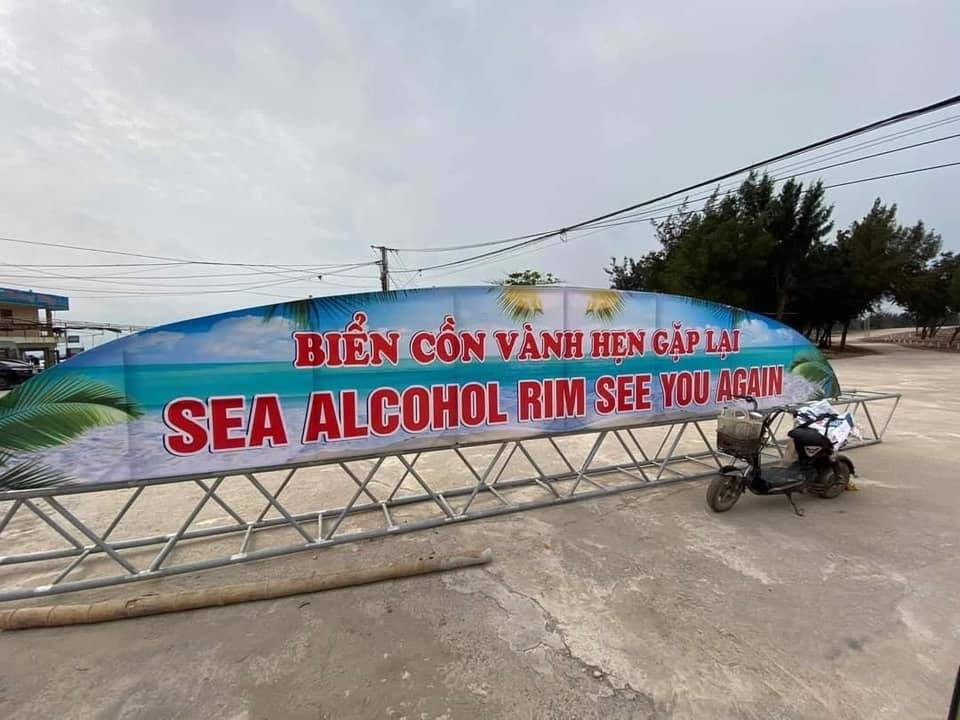 BIỂN CỒN VÀNH HẸN GẶP LẠI
SEA ALCOHOL RIM SEE YOU AGAIN